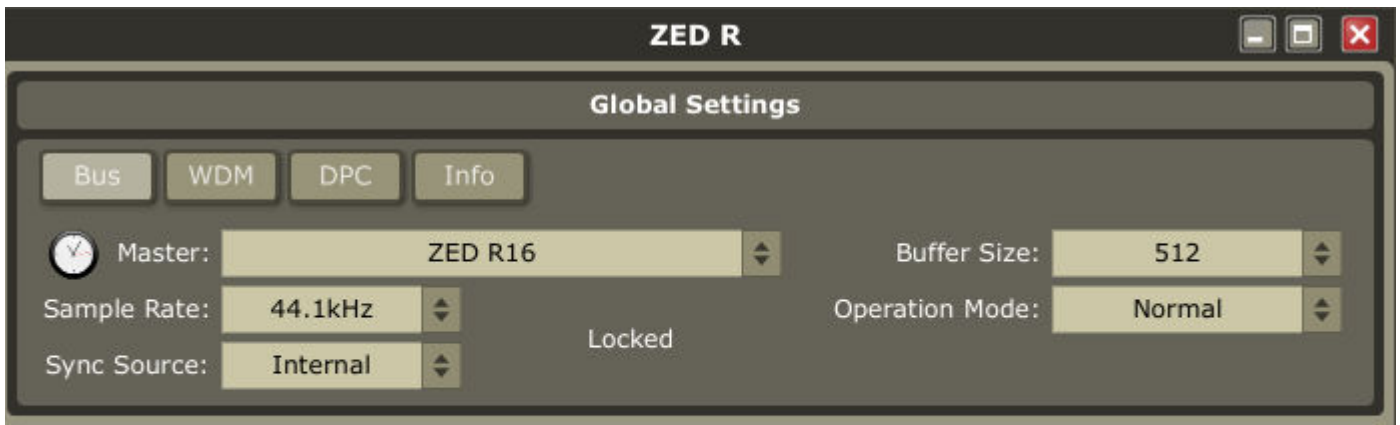 ZED R
Global Settings
Bus WDM DPC Info
Master: ZED R16 Buffer Size: 512
Sample Rate: 44.1kHz Operation Mode: Normal
Locked
Sync Source: Internal